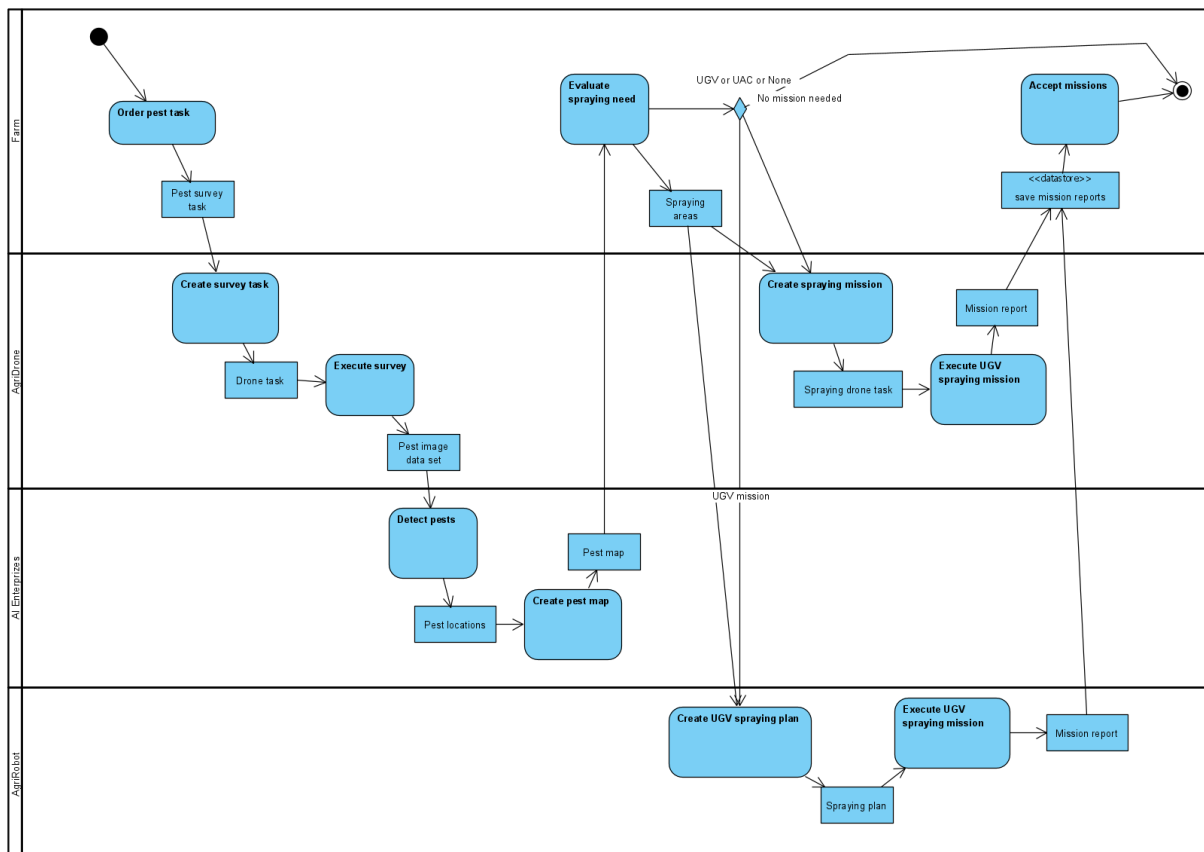 Farm
Order pest task
Pest survey
task
Evaluate
spraying need
UGV or UAC or None
No mission needed
Spraying
areas
Accept missions
<<datastore>>
save mission reports
AgriDrone
Create survey task
Drone task
Execute survey
Pest image
data set
Create spraying mission
Spraying drone task
Mission report
Execute UGV
spraying mission
AI Enterprizes
Detect pests
Pest locations
Create pest map
Pest map
UGV mission
AgriRobot
Create UGV spraying plan
Spraying plan
Execute UGV
spraying mission
Mission report